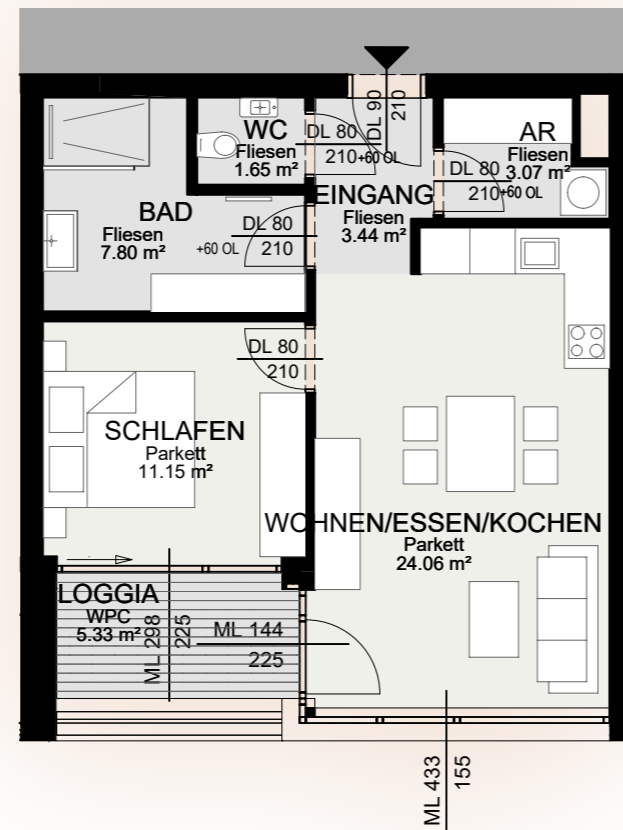 DL 90
210
WC
Fliesen
1.65 m²
DL 80
210+60 OL
AR
Fliesen
3.07 m²
DL 80
210+60 OL
EINGANG
Fliesen
3.44 m²
BAD
Fliesen
7.80 m²
DL 80
+60 OL 210
DL 80
210
SCHLAFEN
Parkett
11.15 m²
WOHNEN/ESSEN/KOCHEN
Parkett
24.06 m²
LOGGIA
WPC
5.33 m²
ML 298
225
ML 144
225
ML 433
155